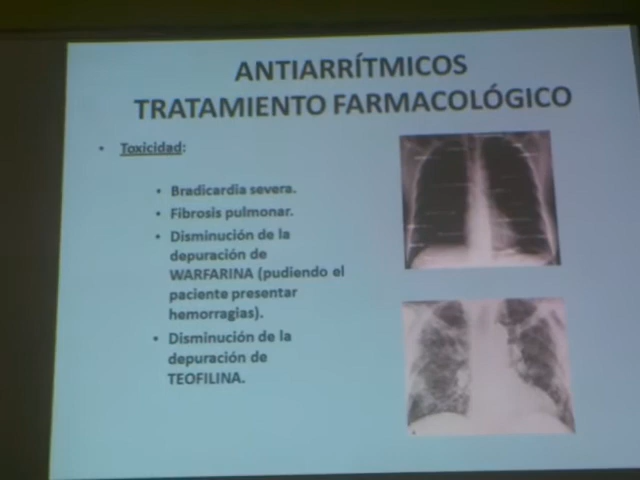 ANTIARRÍTMICOS
TRATAMIENTO FARMACOLÓGICO
• Toxicidad:
• Bradicardia severa.
• Fibrosis pulmonar.
• Disminución de la
depuración de
WARFARINA (pudiendo el
paciente presentar
hemorragias).
• Disminución de la
depuración de
TEOFILINA.